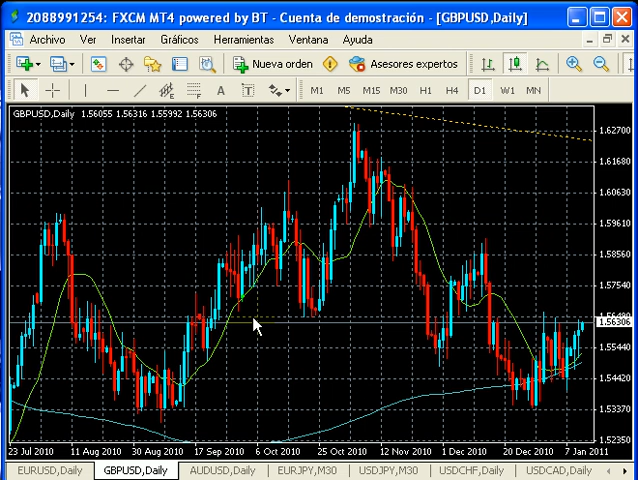 2088991254: FXCM MT4 powered by BT - Cuenta de demostración - [GBPUSD,Daily]
Archivo Ver Insertar Gráficos Herramientas Ventana Ayuda
Nueva orden Asesores expertos
A T M1 M5 M15 M30 H1 H4 D1 W1 MN
GBPUSD,Daily 1.56055 1.56316 1.55992 1.56306
1.62700
1.61680
1.60630
1.59610
1.58560
1.57540
1.56306
1.55440
1.54420
1.53370
1.52350
23 Jul 2010 11 Aug 2010 30 Aug 2010 17 Sep 2010 6 Oct 2010 25 Oct 2010 12 Nov 2010 1 Dec 2010 20 Dec 2010 7 Jan 2011
EURUSD,Daily GBPUSD,Daily AUDUSD,Daily EURJPY,M30 USDJPY,M30 USDCHF,Daily USDCAD,Daily